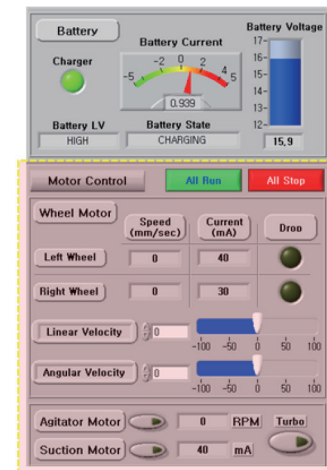 Battery
Battery Voltage
Battery Current
Charger
-5 -2 0 2 4 5
17-
16-
15-
14-
13-
12-
0.939
Battery LV
Battery State
HIGH
CHARGING
15,9
Motor Control
All Run
All Stop
Wheel Motor
Speed (mm/sec)
Current (mA)
Drop
Left Wheel
0
40
Right Wheel
0
30
Linear Velocity
0
-100 -50 0 50 100
Angular Velocity
0
-100 -50 0 50 100
Agitator Motor
0
RPM
Turbo
Suction Motor
40
mA